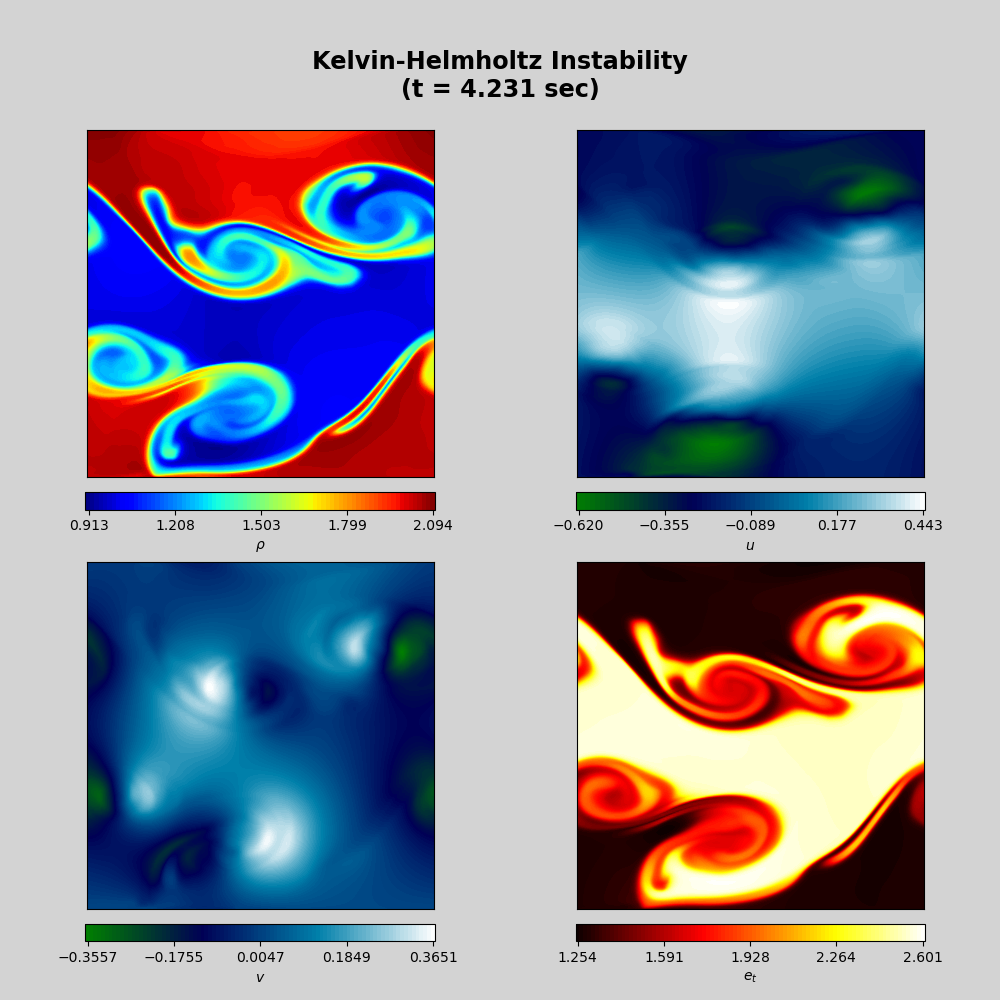 Kelvin-Helmholtz Instability
(t = 4.231 sec)
0.913 1.208 1.503 1.799 2.094
ρ
−0.620 −0.355 −0.089 0.177 0.443
u
−0.3557 −0.1755 0.0047 0.1849 0.3651
v
1.254 1.591 1.928 2.264 2.601
eₜ